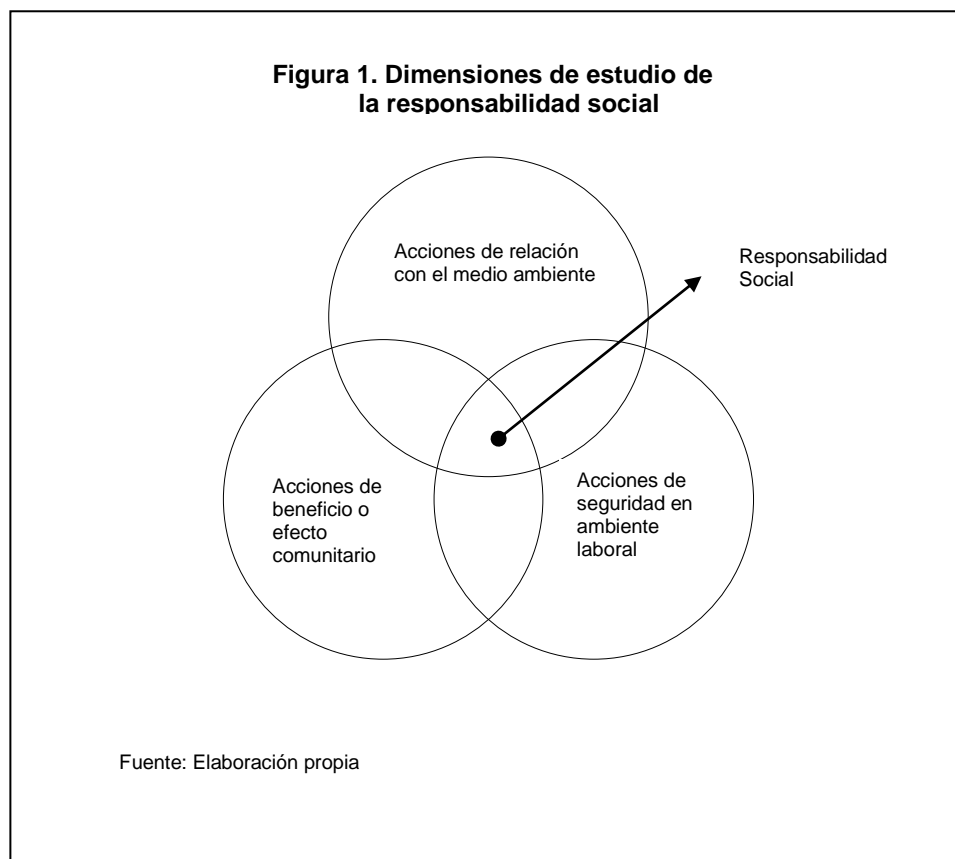 Figura 1. Dimensiones de estudio de
la responsabilidad social
Acciones de relación
con el medio ambiente
Responsabilidad
Social
Acciones de
beneficio o
efecto
comunitario
Acciones de
seguridad en
ambiente
laboral
Fuente: Elaboración propia